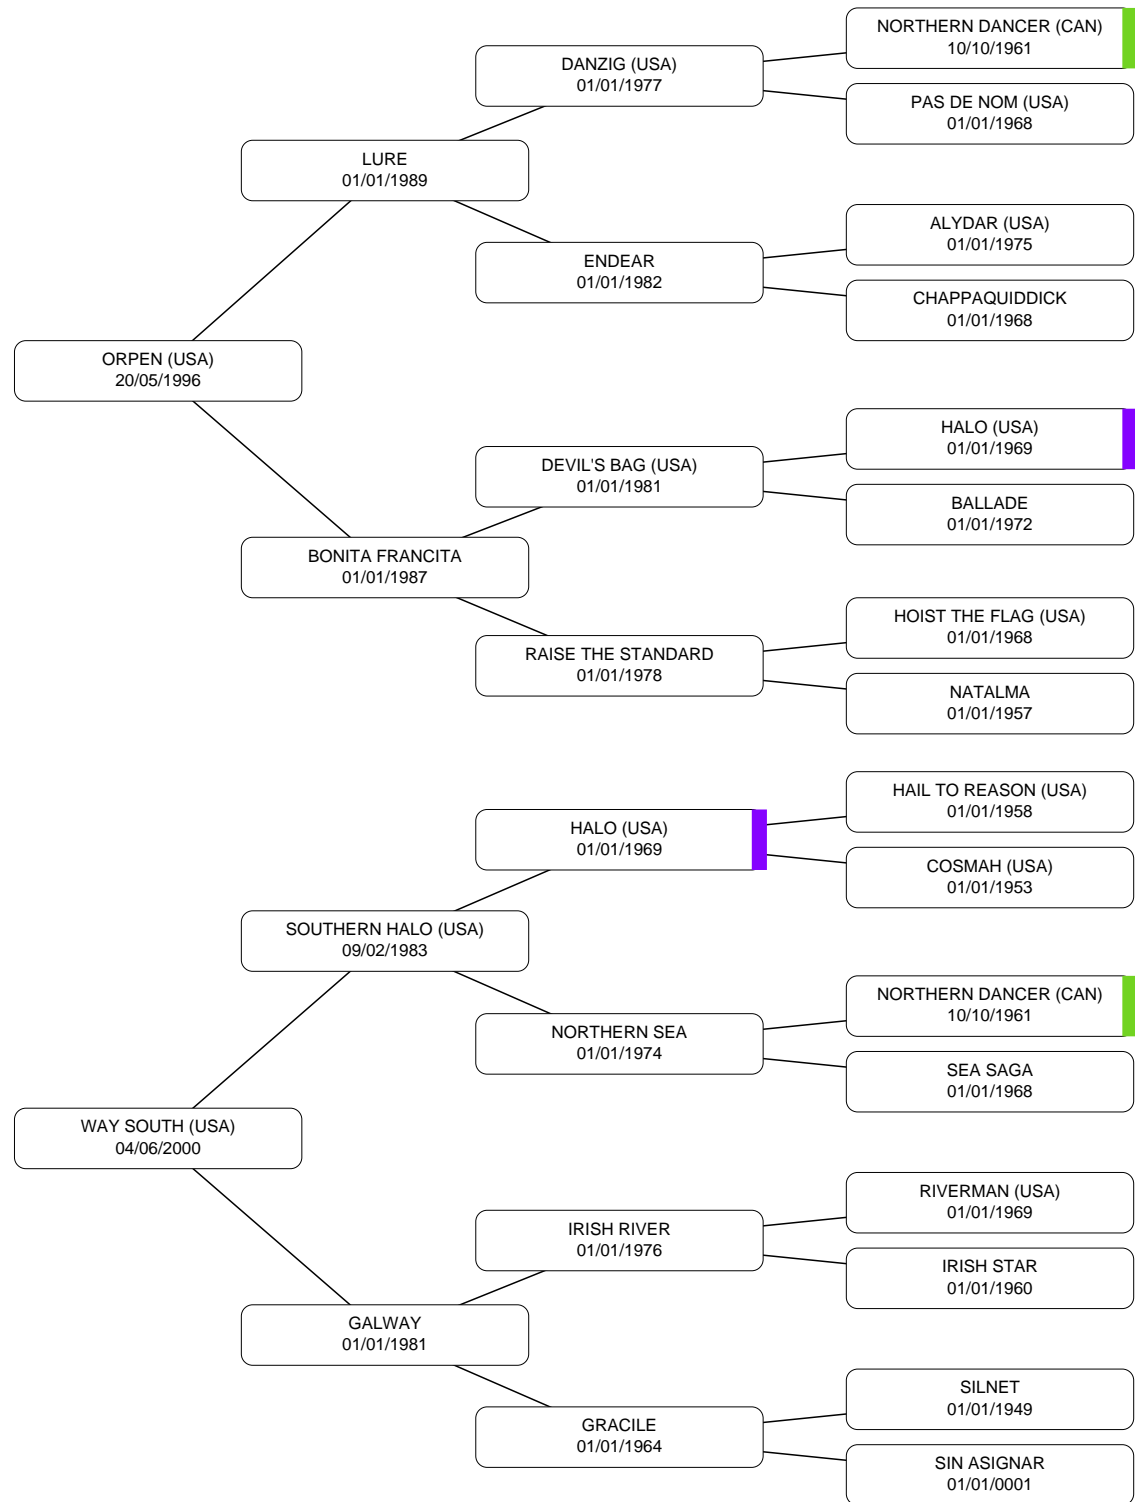 NORTHERN DANCER (CAN)
10/10/1961
DANZIG (USA)
01/01/1977
PAS DE NOM (USA)
01/01/1968
LURE
01/01/1989
ALYDAR (USA)
01/01/1975
ENDEAR
01/01/1982
CHAPPAQUIDDICK
01/01/1968
ORPEN (USA)
20/05/1996
HALO (USA)
01/01/1969
DEVIL'S BAG (USA)
01/01/1981
BALLADE
01/01/1972
BONITA FRANCITA
01/01/1987
HOIST THE FLAG (USA)
01/01/1968
RAISE THE STANDARD
01/01/1978
NATALMA
01/01/1957
HAIL TO REASON (USA)
01/01/1958
HALO (USA)
01/01/1969
COSMAH (USA)
01/01/1953
SOUTHERN HALO (USA)
09/02/1983
NORTHERN DANCER (CAN)
10/10/1961
NORTHERN SEA
01/01/1974
SEA SAGA
01/01/1968
WAY SOUTH (USA)
04/06/2000
RIVERMAN (USA)
01/01/1969
IRISH RIVER
01/01/1976
IRISH STAR
01/01/1960
GALWAY
01/01/1981
SILNET
01/01/1949
GRACILE
01/01/1964
SIN ASIGNAR
01/01/0001